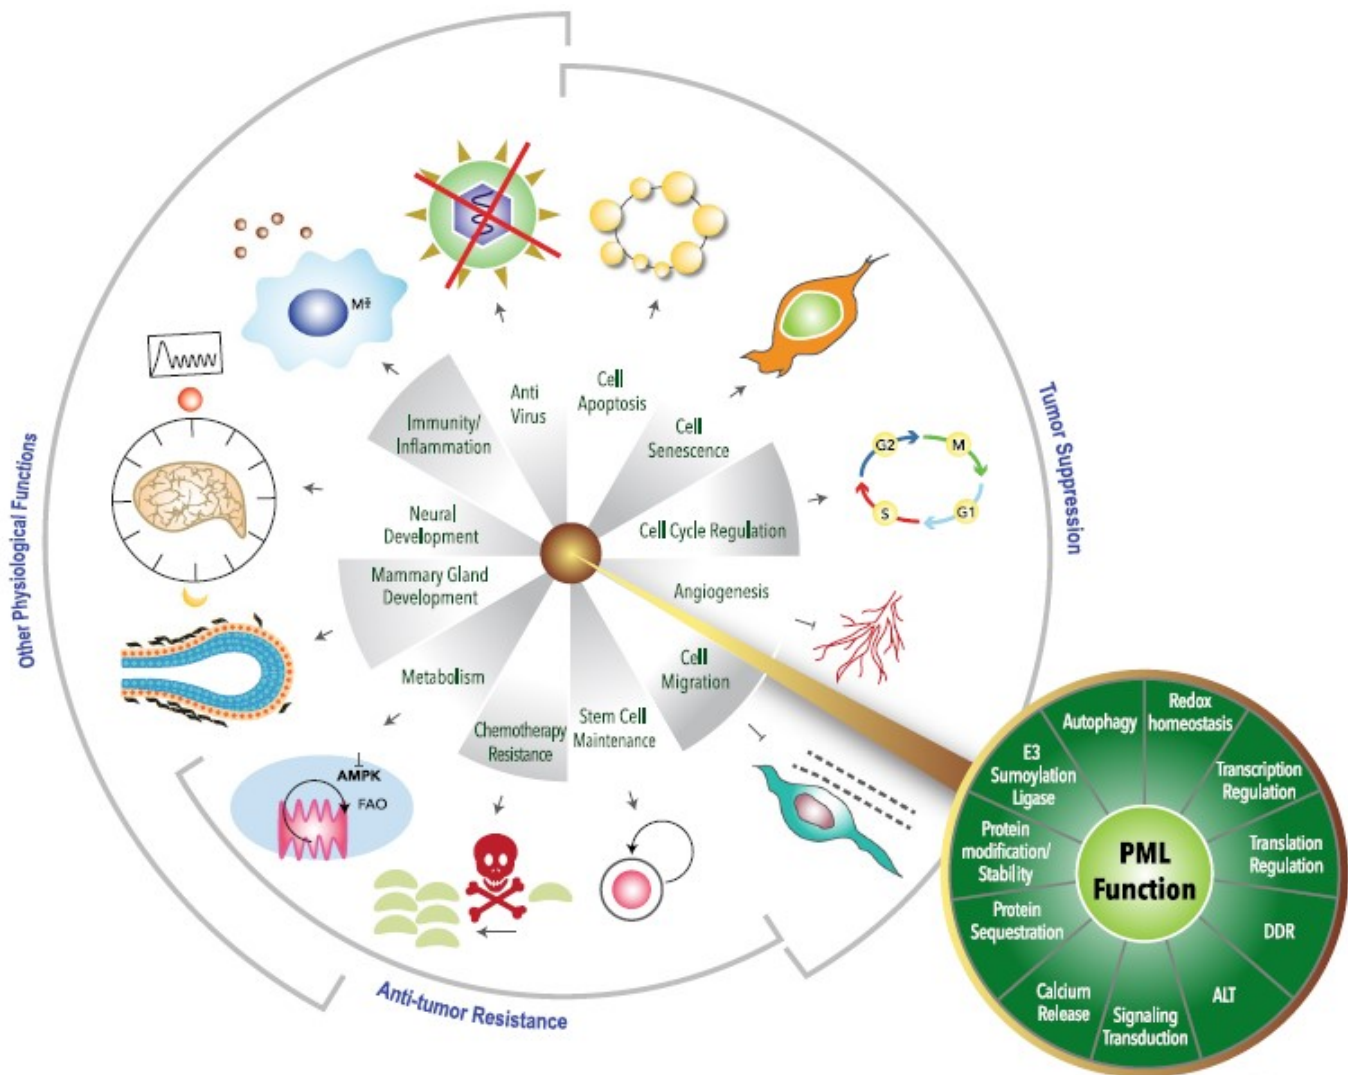 Other Physiological Functions
Tumor Suppression
Anti-tumor Resistance
Anti
Virus
Cell
Apoptosis
Cell
Senescence
Cell Cycle Regulation
Angiogenesis
Cell
Migration
Stem Cell
Maintenance
Chemotherapy
Resistance
Metabolism
Mammary Gland
Development
Neural
Development
Immunity/
Inflammation
G2
M
S
G1
AMPK
FAO
PML
Function
Autophagy
Redox
homeostasis
Transcription
Regulation
Translation
Regulation
DDR
ALT
Signaling
Transduction
Calcium
Release
Protein
Sequestration
Protein
modification/
Stability
E3
Sumoylation
Ligase